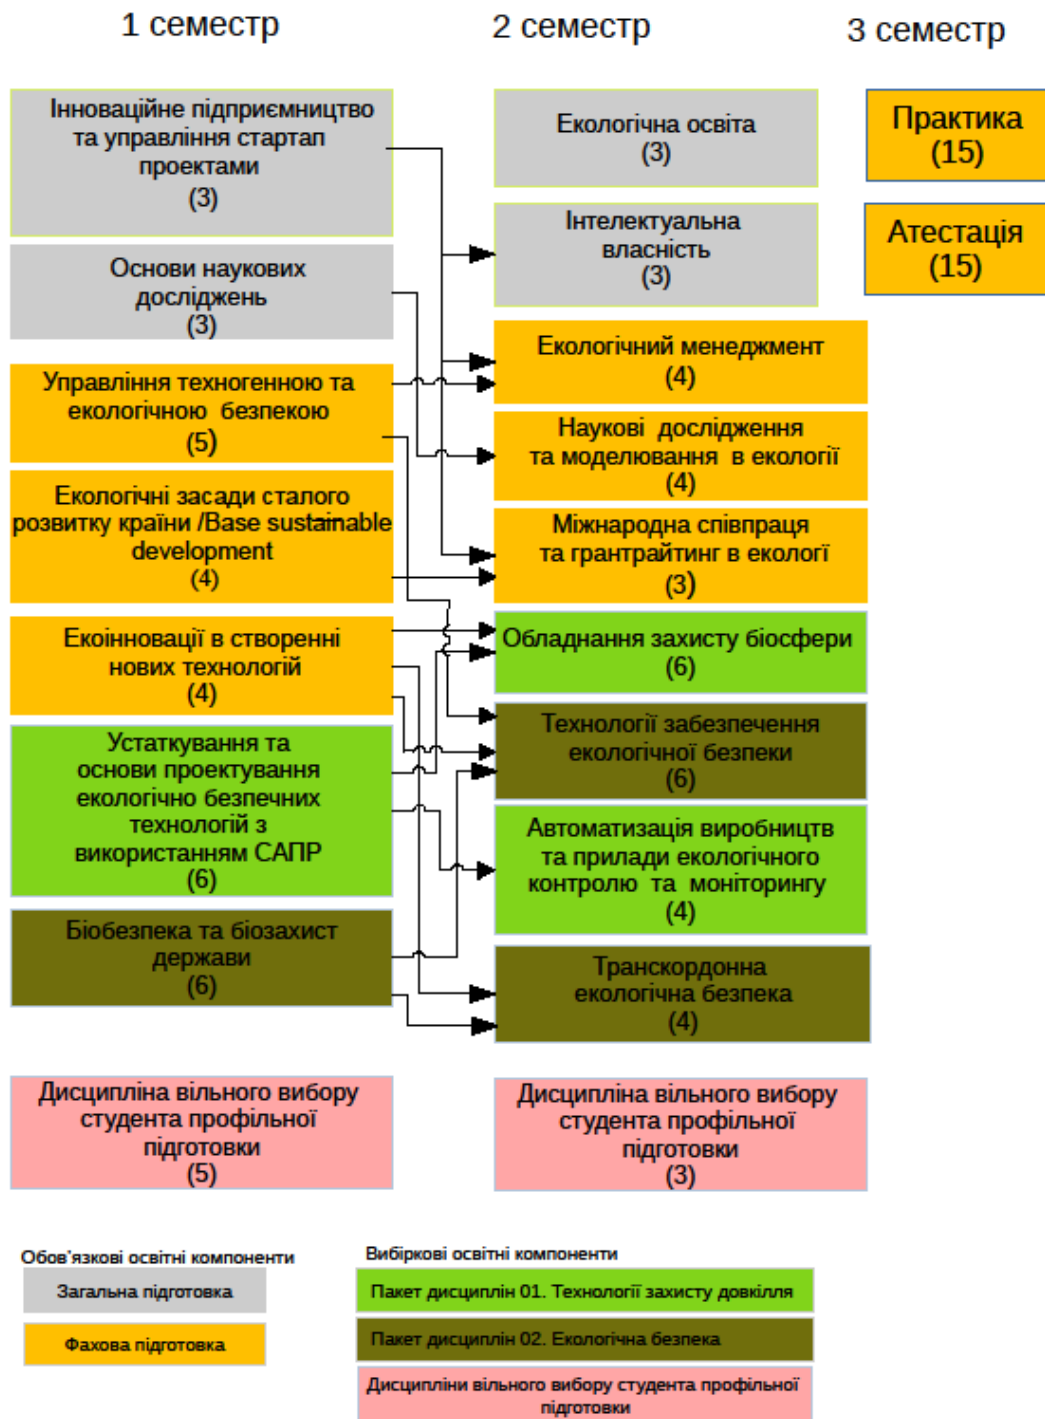 1 семестр
2 семестр
3 семестр
Інноваційне підприємництво
та управління стартап
проектами
(3)
Основи наукових
досліджень
(3)
Управління техногенною та
екологічною безпекою
(5)
Екологічні засади сталого
розвитку країни /Base sustainable
development
(4)
Екоінновації в створенні
нових технологій
(4)
Устаткування та
основи проектування
екологічно безпечних
технологій з
використанням САПР
(6)
Біобезпека та біозахист
держави
(6)
Дисципліна вільного вибору
студента профільної
підготовки
(5)
Екологічна освіта
(3)
Інтелектуальна
власність
(3)
Екологічний менеджмент
(4)
Наукові дослідження
та моделювання в екології
(4)
Міжнародна співпраця
та грантрайтинг в екології
(3)
Обладнання захисту біосфери
(6)
Технології забезпечення
екологічної безпеки
(6)
Автоматизація виробництв
та прилади екологічного
контролю та моніторингу
(4)
Транскордонна
екологічна безпека
(4)
Дисципліна вільного вибору
студента профільної
підготовки
(3)
Практика
(15)
Атестація
(15)
Обов'язкові освітні компоненти
Загальна підготовка
Фахова підготовка
Вибіркові освітні компоненти
Пакет дисциплін 01. Технології захисту довкілля
Пакет дисциплін 02. Екологічна безпека
Дисципліни вільного вибору студента профільної
підготовки